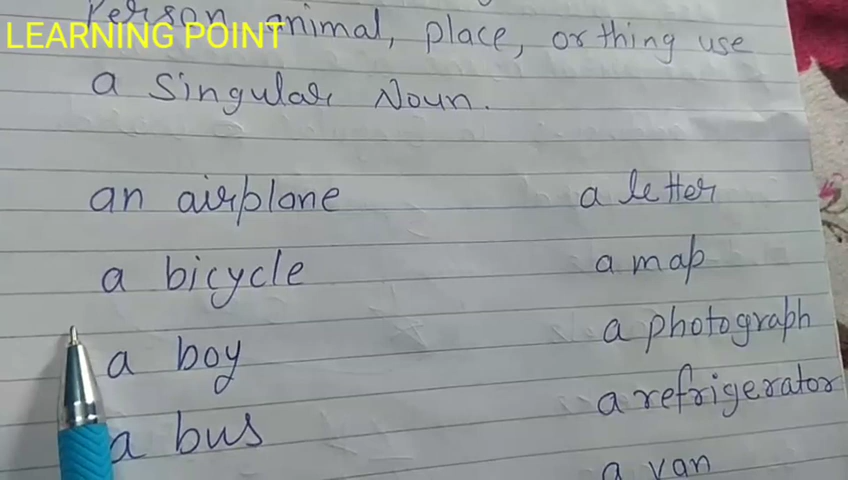 Person, animal, place, or thing use
LEARNING POINT
a Singular Noun.
an airplane
a bicycle
a boy
a bus
a letter
a map
a photograph
a refrigerator
a van